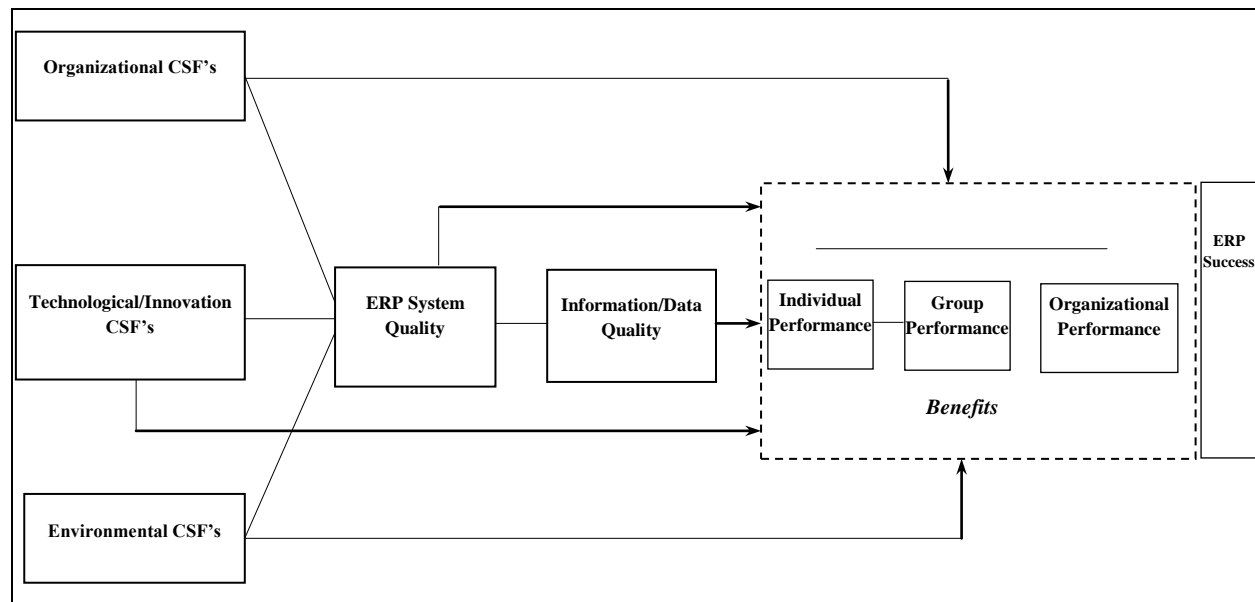 Organizational CSF's
Technological/Innovation
CSF's
Environmental CSF's
ERP System
Quality
Information/Data
Quality
Individual
Performance
Group
Performance
Organizational
Performance
Benefits
ERP
Success